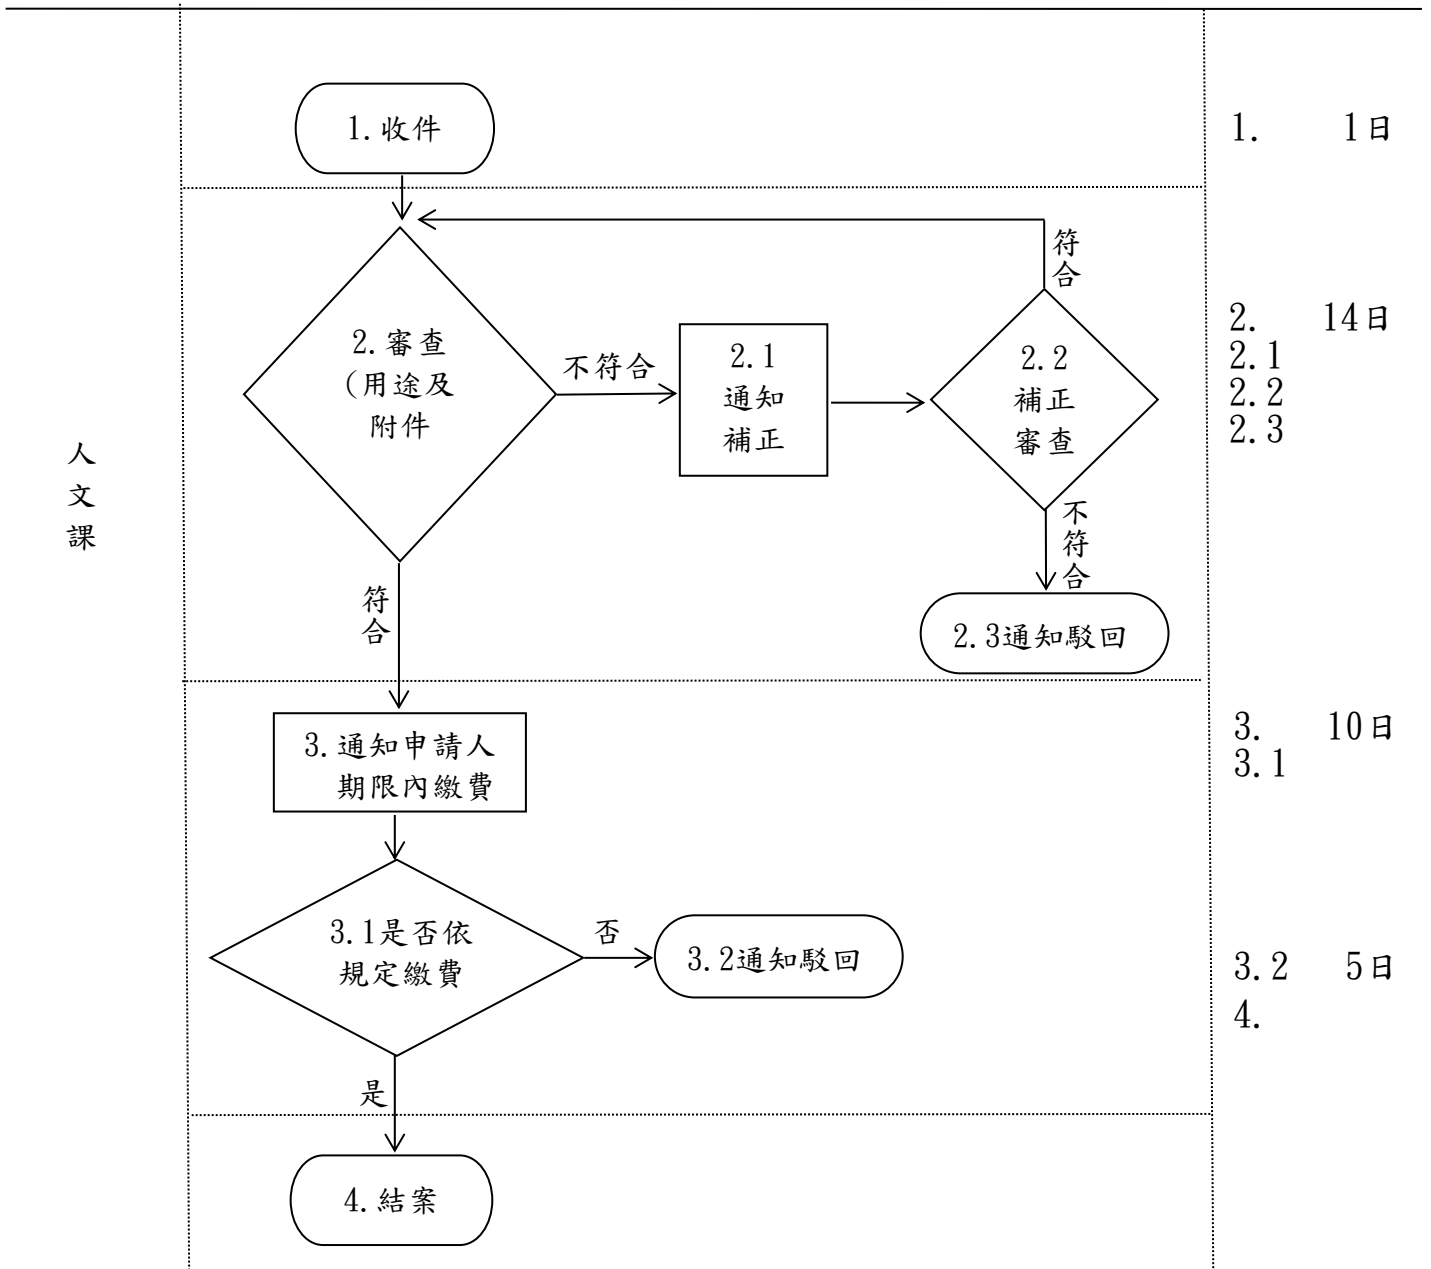 人
文
課
1.收件
2.審查
(用途及
附件
不符合
2.1
通知
補正
2.2
補正
審查
符
合
不
符
合
2.3通知駁回
符
合
3.通知申請人
期限內繳費
3.1是否依
規定繳費
否
3.2通知駁回
是
4.結案
1. 1日
2. 14日
2.1
2.2
2.3
3. 10日
3.1
3.2 5日
4.